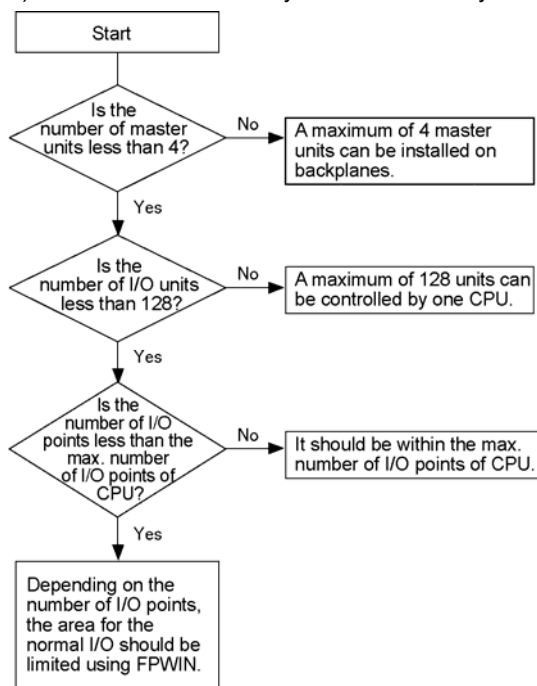 Start
Is the
number of master
units less than 4?
No
A maximum of 4 master
units can be installed on
backplanes.
Yes
Is the
number of I/O units
less than 128?
No
A maximum of 128 units can
be controlled by one CPU.
Yes
Is the
number of I/O
points less than the
max. number
of I/O points of
CPU?
No
It should be within the max.
number of I/O points of CPU.
Yes
Depending on the
number of I/O points,
the area for the
normal I/O should be
limited using FPWIN.